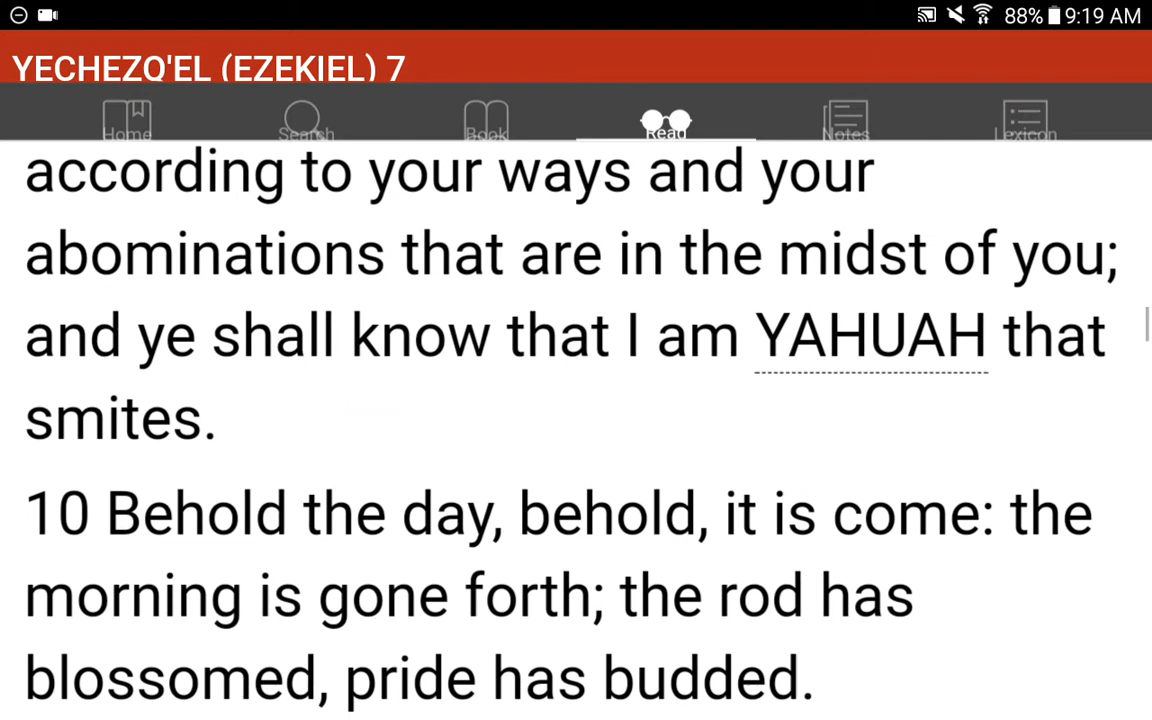 88% 9:19 AM
YECHEZQ'EL (EZEKIEL) 7
Home Search Book Read Notes Lexicon
according to your ways and your
abominations that are in the midst of you;
and ye shall know that I am YAHUAH that
smites.
10 Behold the day, behold, it is come: the
morning is gone forth; the rod has
blossomed, pride has budded.